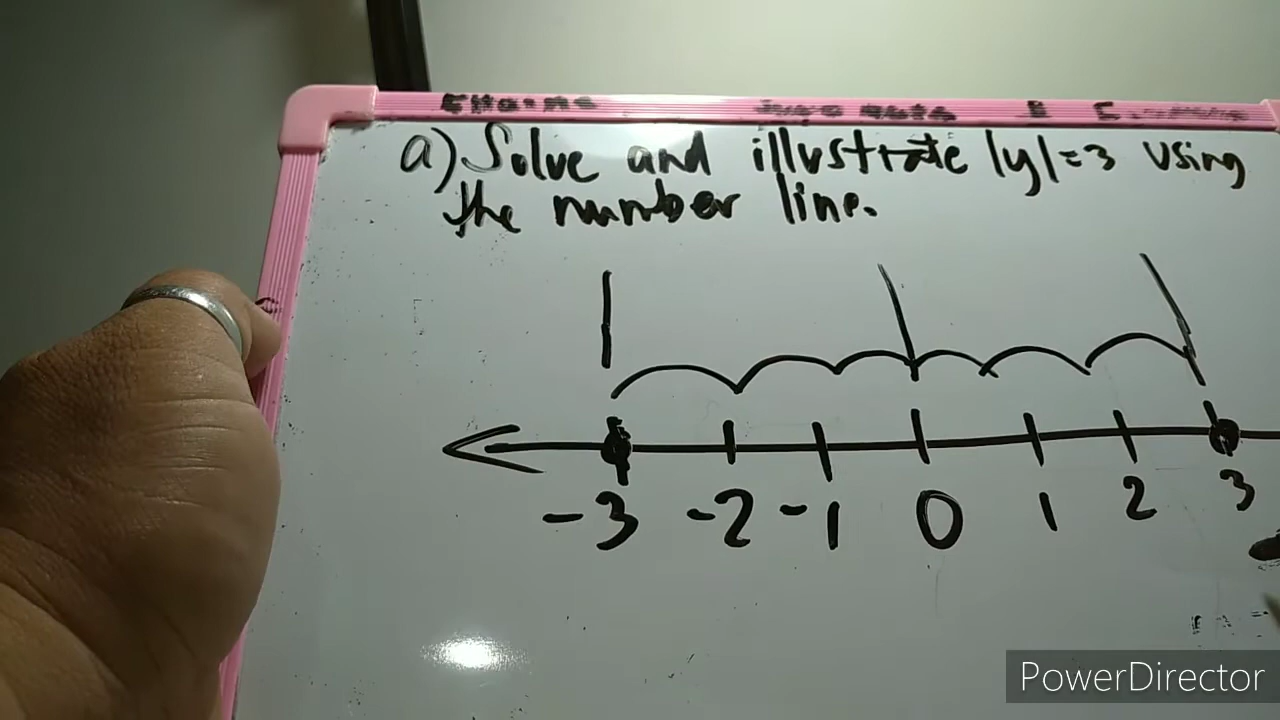 a) Solve and illustrate |y|=3 using
the number line.
-3 -2 -1 0 1 2 3
PowerDirector